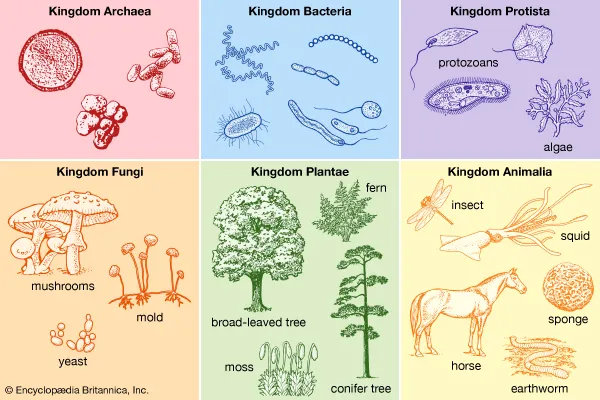 Kingdom Archaea
Kingdom Bacteria
Kingdom Protista
protozoans
algae
Kingdom Fungi
mushrooms
mold
yeast
© Encyclopædia Britannica, Inc.
Kingdom Plantae
fern
broad-leaved tree
moss
conifer tree
Kingdom Animalia
insect
squid
sponge
horse
earthworm